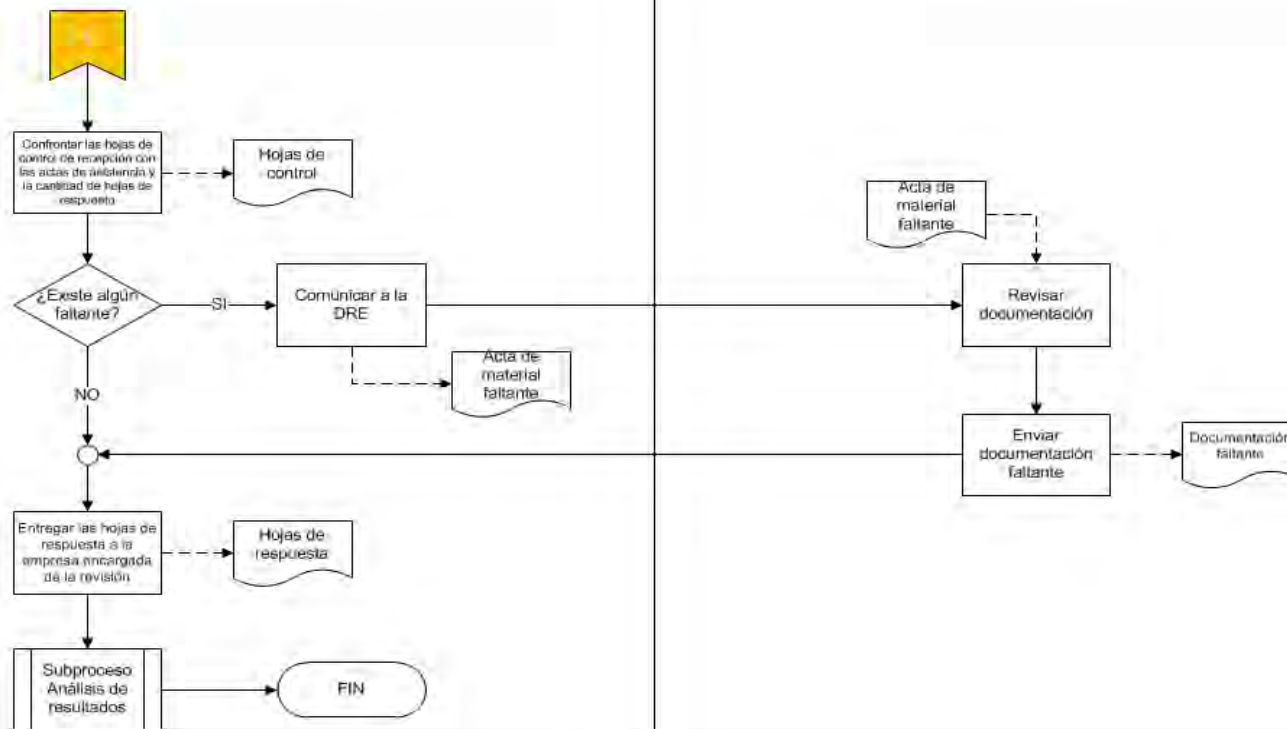 Confrontar las hojas de
control de recepción con
las actas de asistencia y
la cantidad de hojas de
respuesta
Hojas de
control
Acta de
material
faltante
¿Existe algún
faltante?
SI
Comunicar a la
DRE
Revisar
documentación
Acta de
material
faltante
NO
Enviar
documentación
faltante
Documentación
faltante
Entregar las hojas de
respuesta a la
empresa encargada
de la revisión
Hojas de
respuesta
Subproceso
Análisis de
resultados
FIN